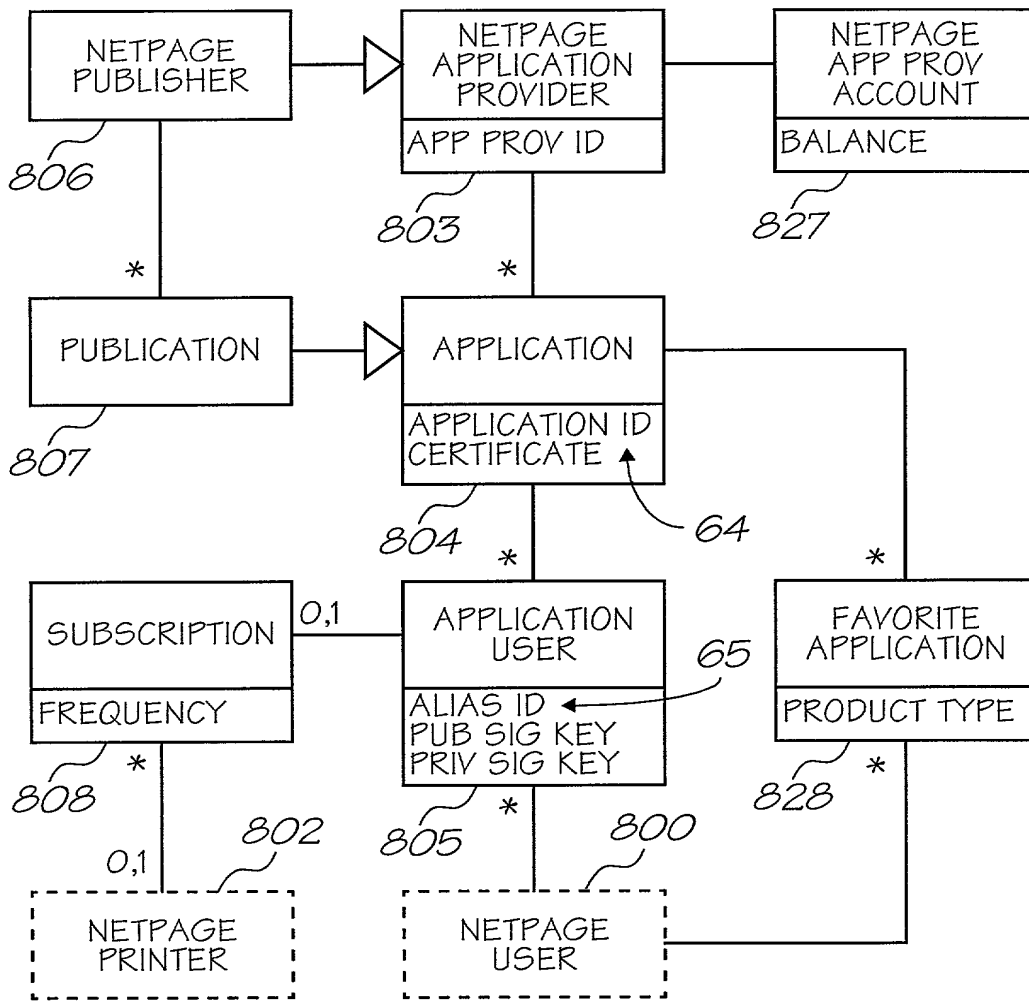 NETPAGE
PUBLISHER
806
NETPAGE
APPLICATION
PROVIDER
APP PROV ID
803
NETPAGE
APP PROV
ACCOUNT
BALANCE
827
*
*
PUBLICATION
807
APPLICATION
APPLICATION ID
CERTIFICATE
804
64
*
*
SUBSCRIPTION
FREQUENCY
808
0,1
APPLICATION
USER
ALIAS ID
PUB SIG KEY
PRIV SIG KEY
805
65
FAVORITE
APPLICATION
PRODUCT TYPE
828
*
*
*
802
0,1
800
NETPAGE
PRINTER
NETPAGE
USER